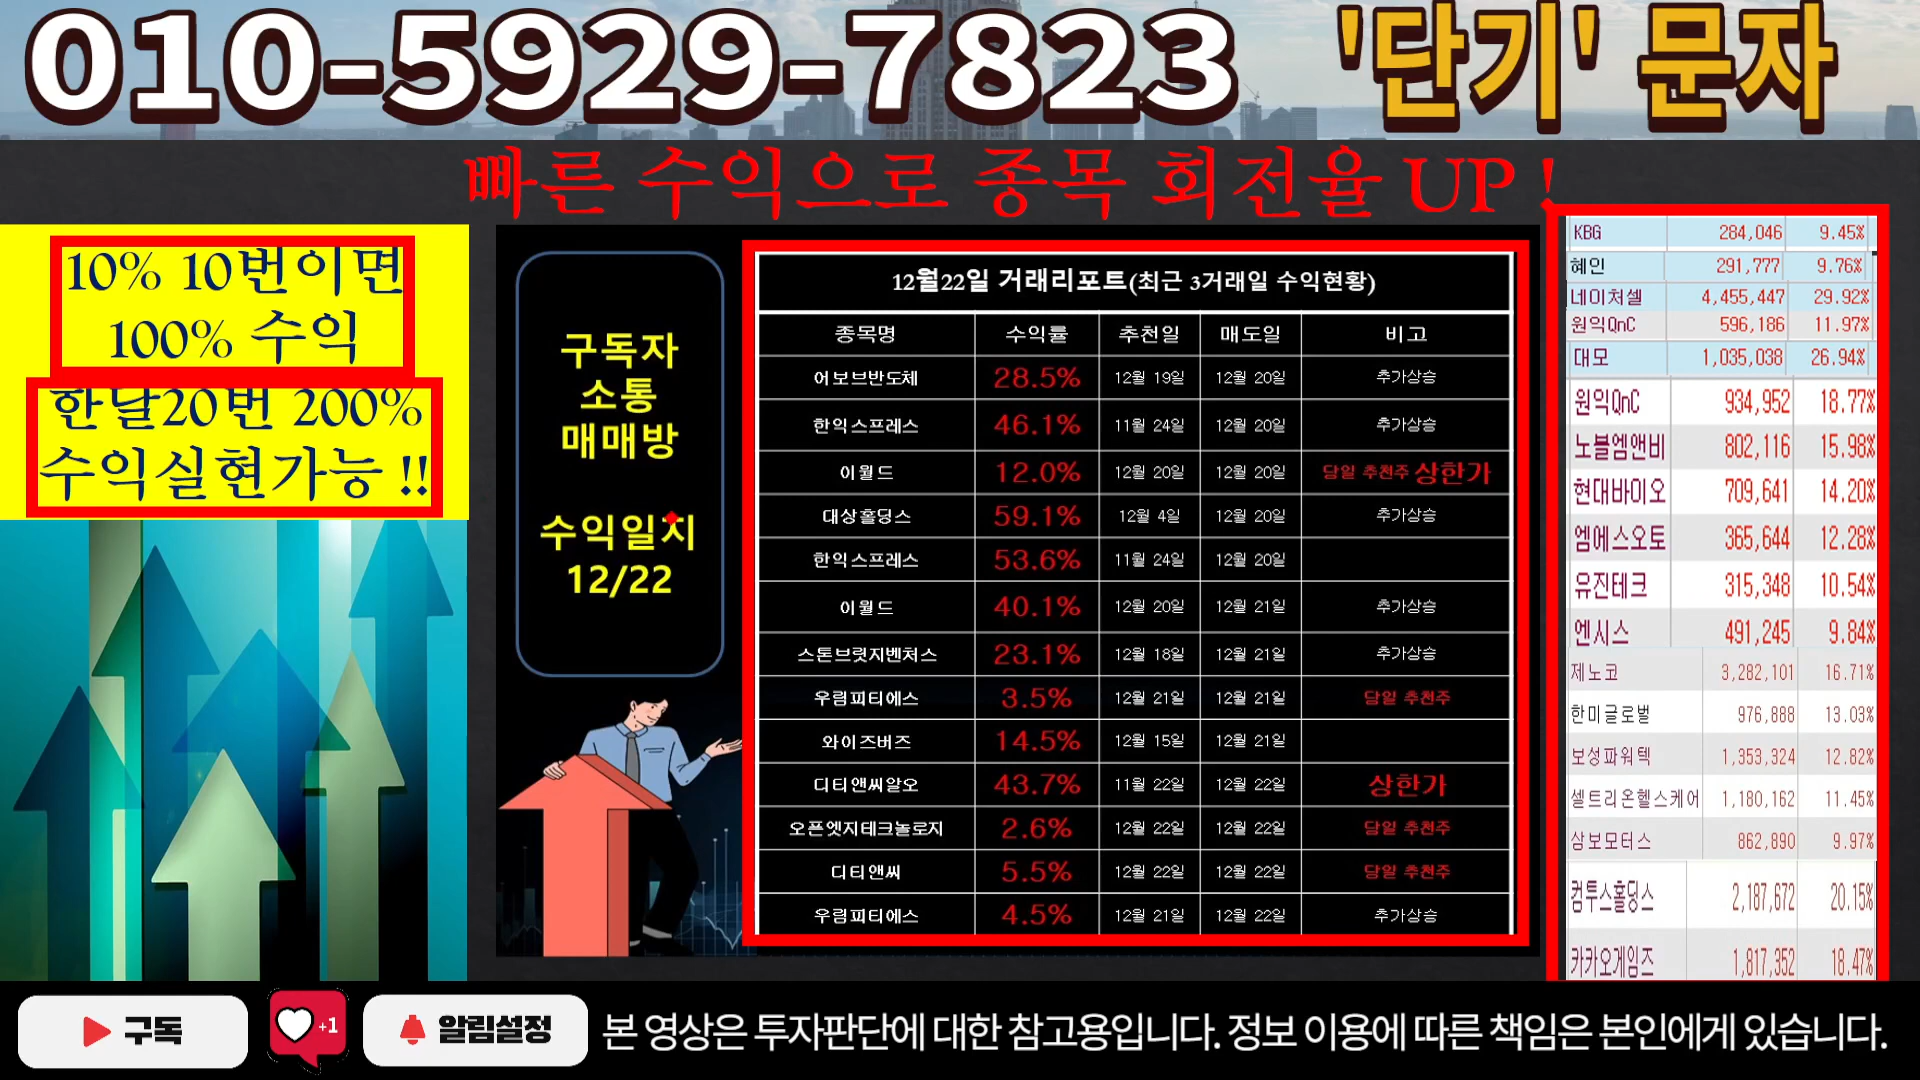 010-5929-7823 '단기' 문자
빠른 수익으로 종목 회전율 UP !
10% 10번이면
100% 수익
한달20번 200%
수익실현가능 !!
구독자
소통
매매방
수익일지
12/22
12월22일 거래리포트(최근 3거래일 수익현황)
종목명 수익률 추천일 매도일 비고
어보브반도체 28.5% 12월 19일 12월 20일 추가상승
한익스프레스 46.1% 11월 24일 12월 20일 추가상승
이월드 12.0% 12월 20일 12월 20일 당일 추천주 상한가
대상홀딩스 59.1% 12월 4일 12월 20일 추가상승
한익스프레스 53.6% 11월 24일 12월 20일
이월드 40.1% 12월 20일 12월 21일 추가상승
스톤브릿지벤처스 23.1% 12월 18일 12월 21일 추가상승
우림피티에스 3.5% 12월 21일 12월 21일 당일 추천주
와이즈버즈 14.5% 12월 15일 12월 21일
디티앤씨알오 43.7% 11월 22일 12월 22일 상한가
오픈엣지테크놀로지 2.6% 12월 22일 12월 22일 당일 추천주
디티앤씨 5.5% 12월 22일 12월 22일 당일 추천주
우림피티에스 4.5% 12월 21일 12월 22일 추가상승
KBG 284,046 9.45%
혜인 291,777 9.76%
네이처셀 4,455,447 29.92%
원익QnC 596,186 11.97%
대모 1,035,038 26.94%
원익QnC 934,952 18.77%
노블엠앤비 802,116 15.98%
현대바이오 709,641 14.20%
엠에스오토 365,644 12.28%
유진테크 315,348 10.54%
엔시스 491,245 9.84%
제노코 3,282,101 16.71%
한미글로벌 976,888 13.03%
보성파워텍 1,353,324 12.82%
셀트리온헬스케어 1,180,162 11.45%
상보모터스 862,890 9.97%
컴투스홀딩스 2,187,672 20.15%
카카오게임즈 1,817,352 18.47%
구독 +1 알림설정 본 영상은 투자판단에 대한 참고용입니다. 정보 이용에 따른 책임은 본인에게 있습니다.